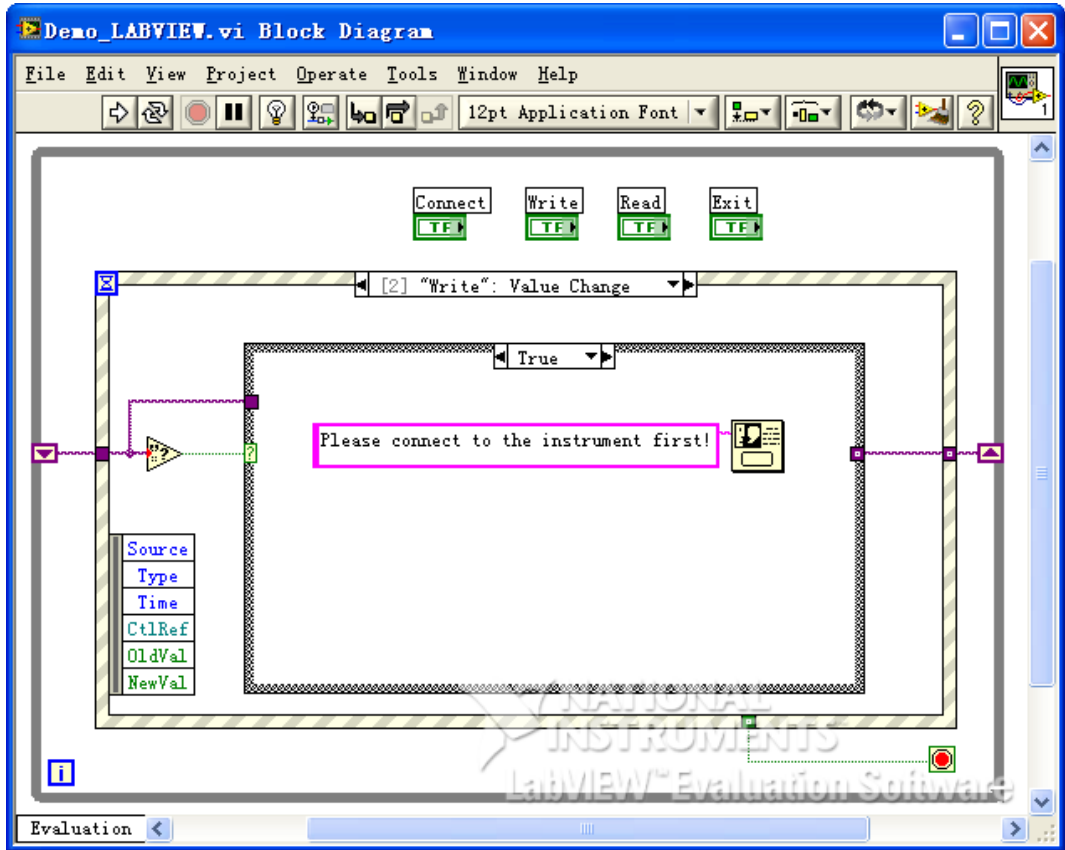 Demo_LABVIEW.vi Block Diagram
File Edit View Project Operate Tools Window Help
12pt Application Font
1
Connect Write Read Exit
TF TF TF TF
[2] "Write": Value Change
True
Please connect to the instrument first!
?
Source
Type
Time
CtlRef
OldVal
NewVal
i
NATIONAL
INSTRUMENTS
LabVIEW™ Evaluation Software
Evaluation